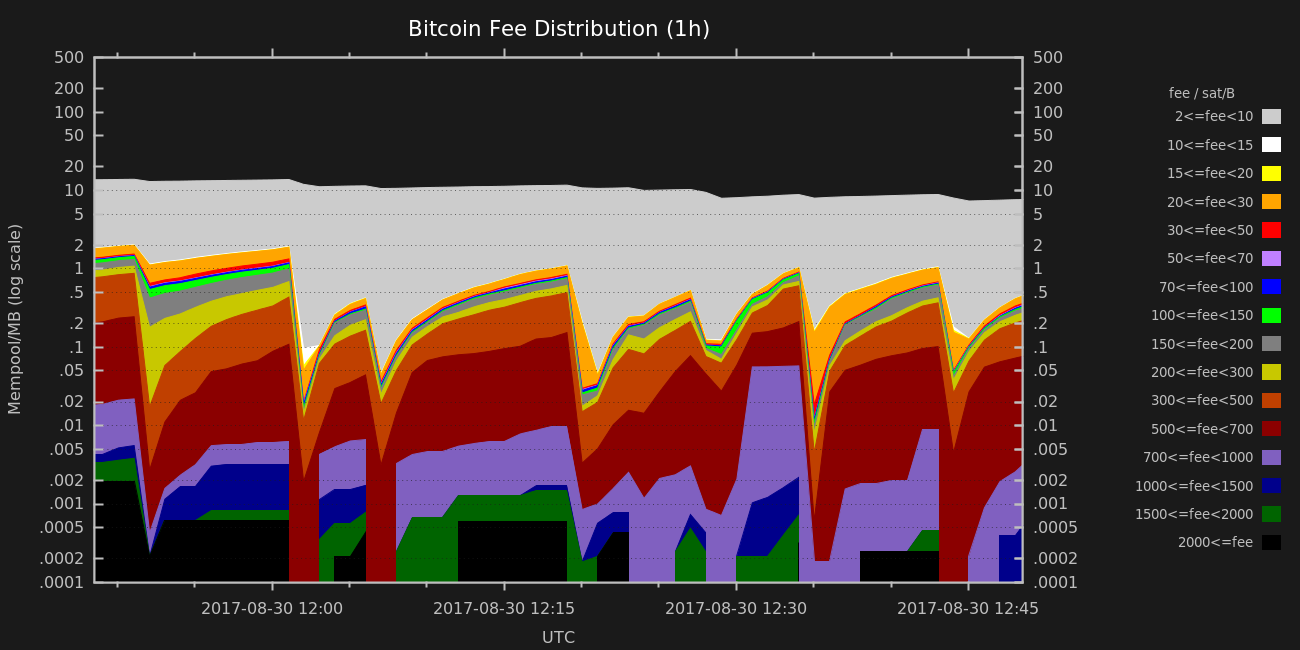 Bitcoin Fee Distribution (1h)
500 500
200 200
100 100
50 50
20 20
10 10
5 5
2 2
1 1
.5 .5
.2 .2
.1 .1
.05 .05
.02 .02
.01 .01
.005 .005
.002 .002
.001 .001
.0005 .0005
.0002 .0002
.0001 .0001
Mempool/MB (log scale)
2017-08-30 12:00 2017-08-30 12:15 2017-08-30 12:30 2017-08-30 12:45
UTC
fee / sat/B
2<=fee<10
10<=fee<15
15<=fee<20
20<=fee<30
30<=fee<50
50<=fee<70
70<=fee<100
100<=fee<150
150<=fee<200
200<=fee<300
300<=fee<500
500<=fee<700
700<=fee<1000
1000<=fee<1500
1500<=fee<2000
2000<=fee